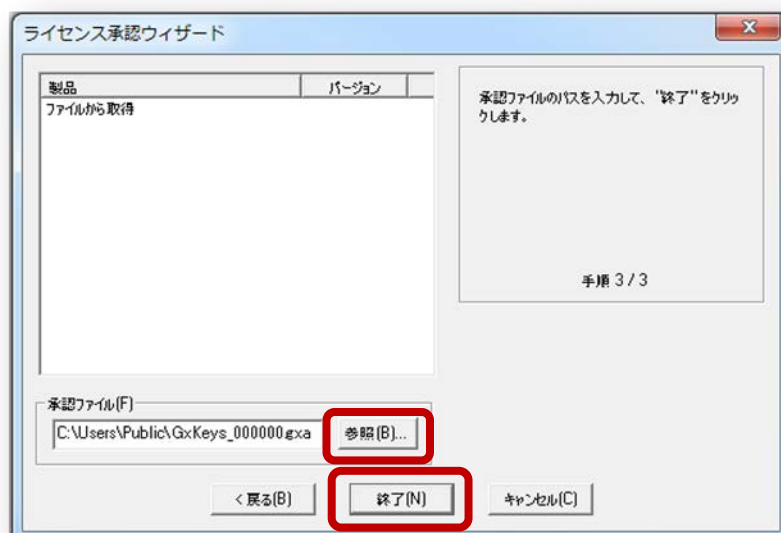 ライセンス承認ウィザード
製品 バージョン
ファイルから取得
承認ファイルのパスを入力して、"終了"をクリッ
クします。
手順 3 / 3
承認ファイル(F)
C:\Users\Public\GxKeys_000000.gxa 参照(B)...
< 戻る(B) 終了(N) キャンセル(C)